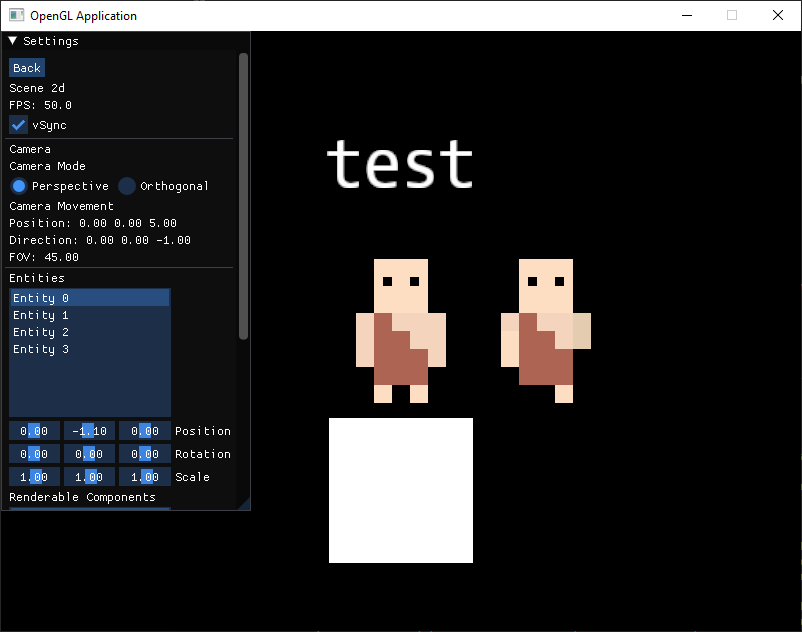 OpenGL Application
Settings
Back
Scene 2d
FPS: 50.0
vSync
Camera
Camera Mode
Perspective Orthogonal
Camera Movement
Position: 0.00 0.00 5.00
Direction: 0.00 0.00 -1.00
FOV: 45.00
Entities
Entity 0
Entity 1
Entity 2
Entity 3
0.00 -1.10 0.00 Position
0.00 0.00 0.00 Rotation
1.00 1.00 1.00 Scale
Renderable Components
test